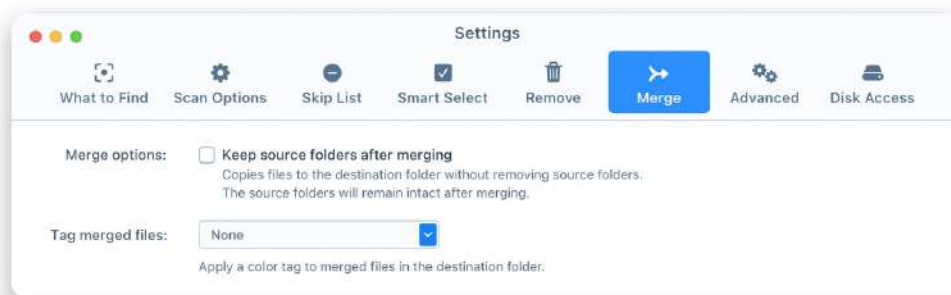 Settings
What to Find
Scan Options
Skip List
Smart Select
Remove
Merge
Advanced
Disk Access
Merge options:
Keep source folders after merging
Copies files to the destination folder without removing source folders.
The source folders will remain intact after merging.
Tag merged files:
None
Apply a color tag to merged files in the destination folder.